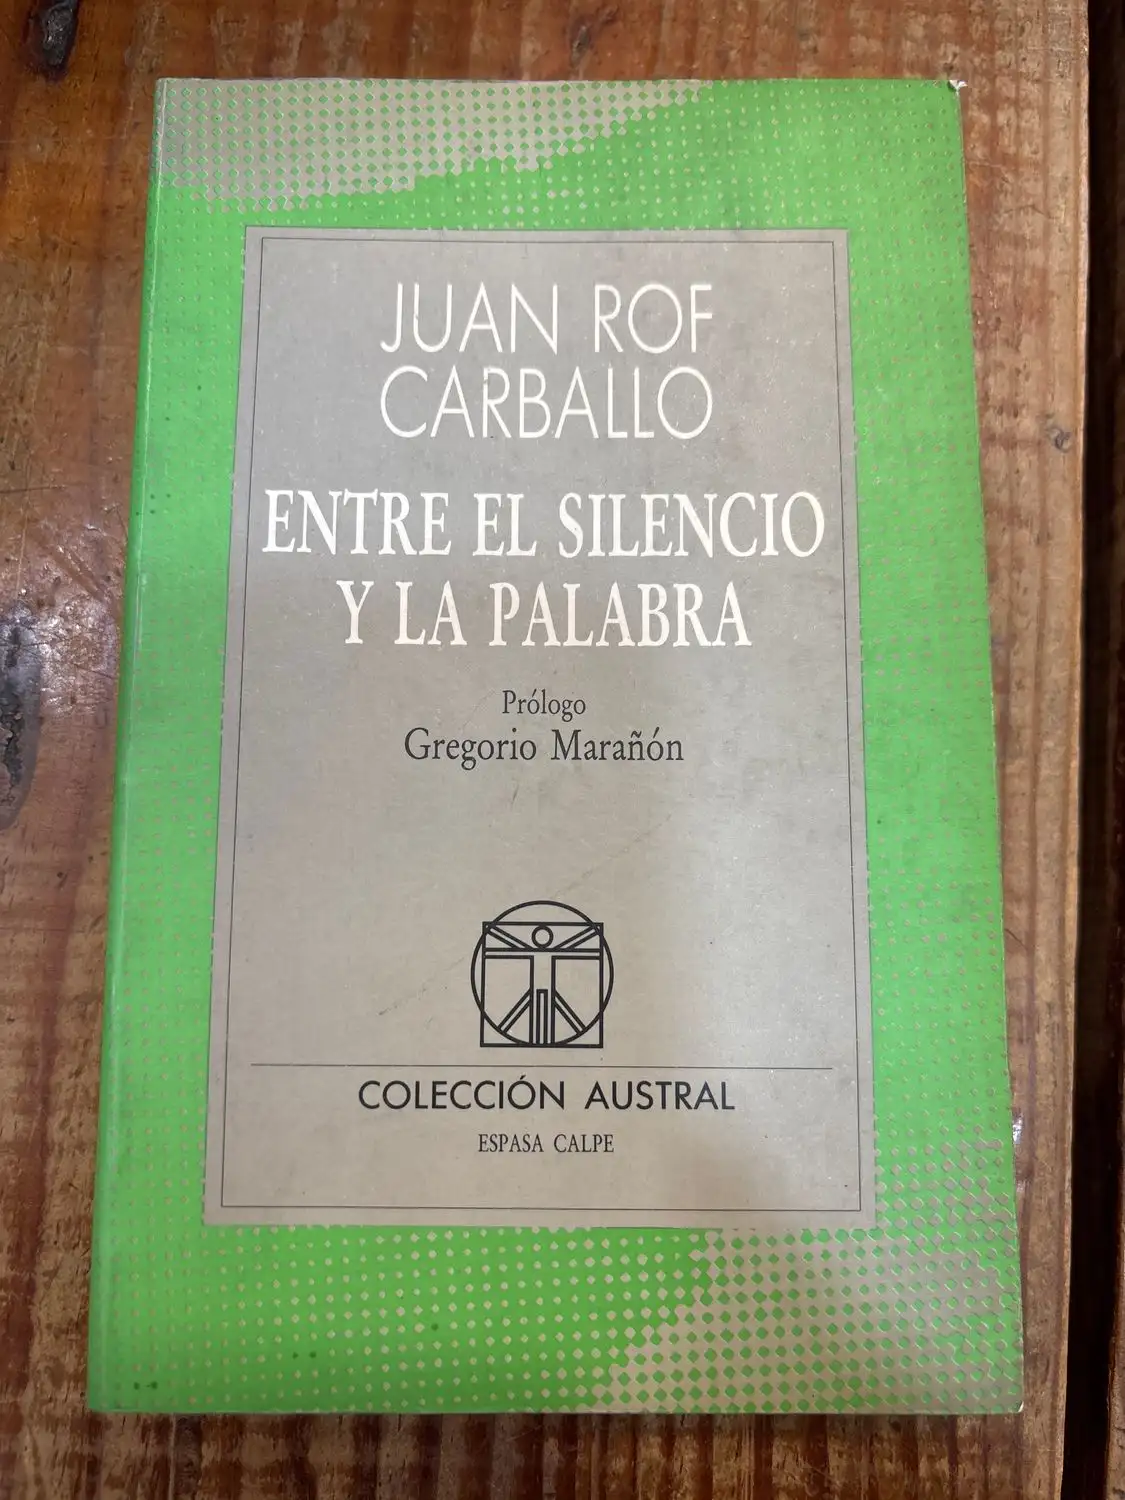 JUAN ROF
CARBALLO
ENTRE EL SILENCIO
Y LA PALABRA
Prólogo
Gregorio Marañón
COLECCIÓN AUSTRAL
ESPASA CALPE